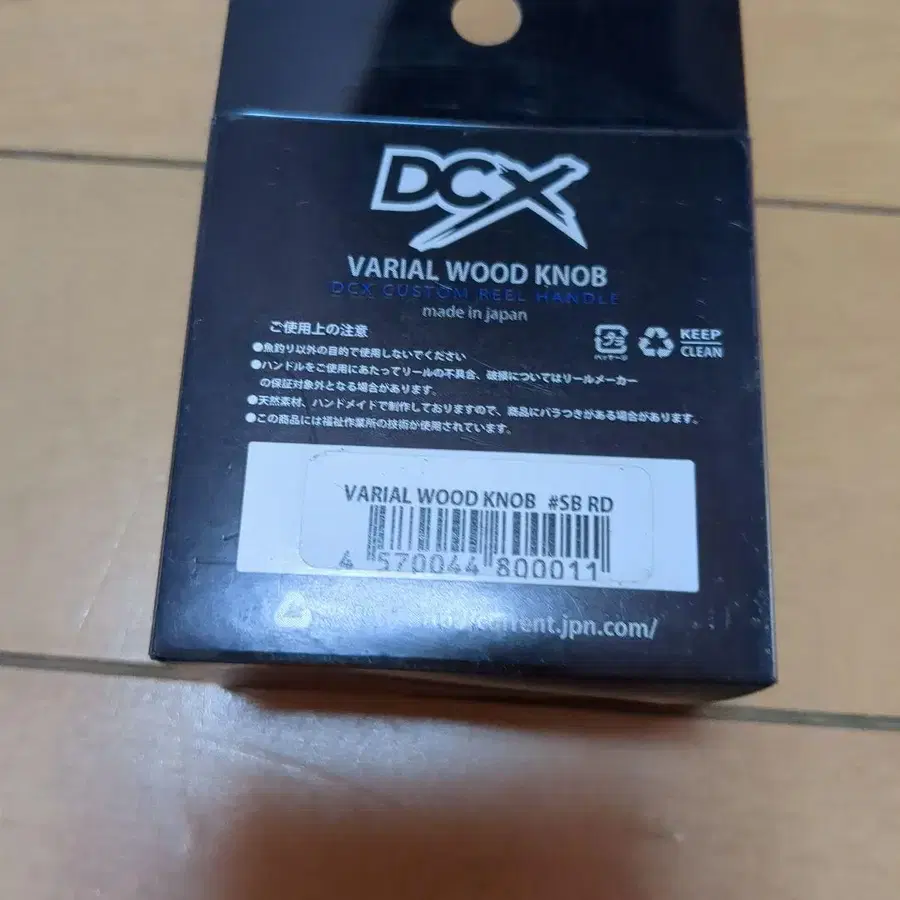 DCX
VARIAL WOOD KNOB
DCX CUSTOM REEL HANDLE
made in japan
ご使用上の注意
●魚釣り以外の目的で使用しないでください
●ハンドルをご使用にあたってリールの不具合、破損についてはリールメーカー
の保証対象外となる場合があります。
●天然素材、ハンドメイドで制作しておりますので、商品にバラつきがある場合があります。
●この商品には福祉作業所の技術が使用されています。
プラ
パッケージ
KEEP
CLEAN
VARIAL WOOD KNOB #SB RD
4 570044 800011
current.jpn.com/